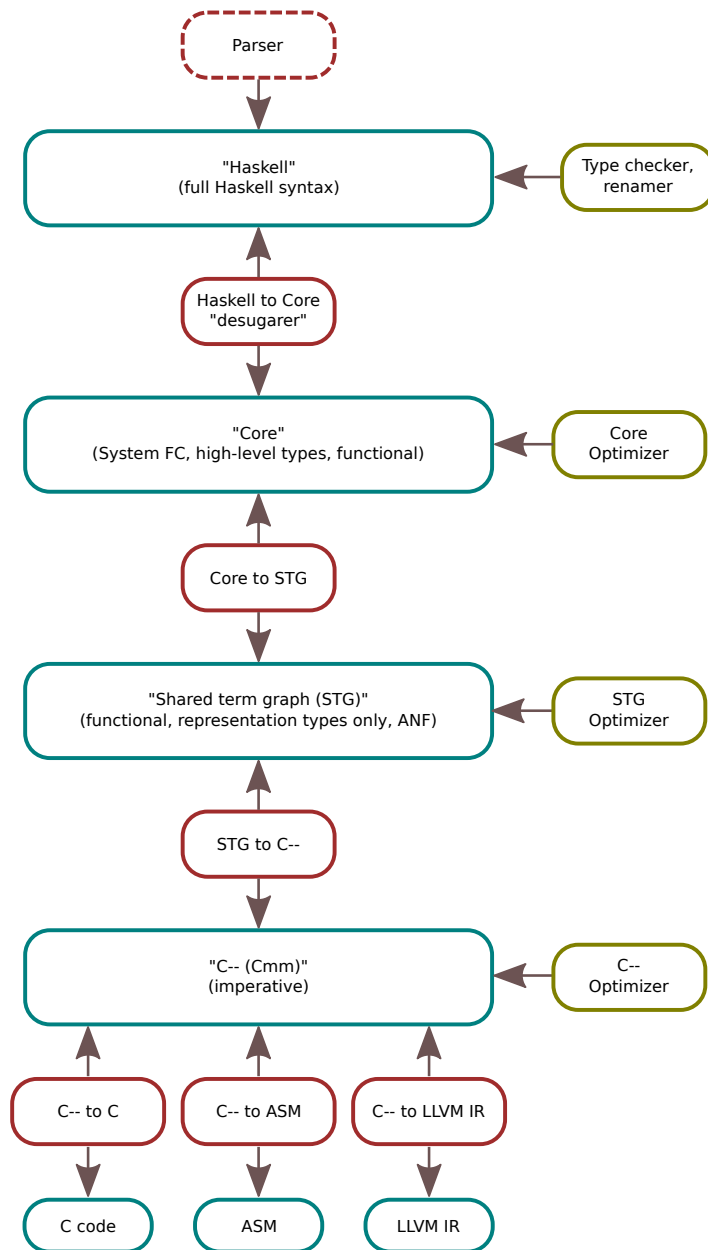 Parser
"Haskell"
(full Haskell syntax)
Type checker,
renamer
Haskell to Core
"desugarer"
"Core"
(System FC, high-level types, functional)
Core
Optimizer
Core to STG
"Shared term graph (STG)"
(functional, representation types only, ANF)
STG
Optimizer
STG to C--
"C-- (Cmm)"
(imperative)
C--
Optimizer
C-- to C
C-- to ASM
C-- to LLVM IR
C code
ASM
LLVM IR